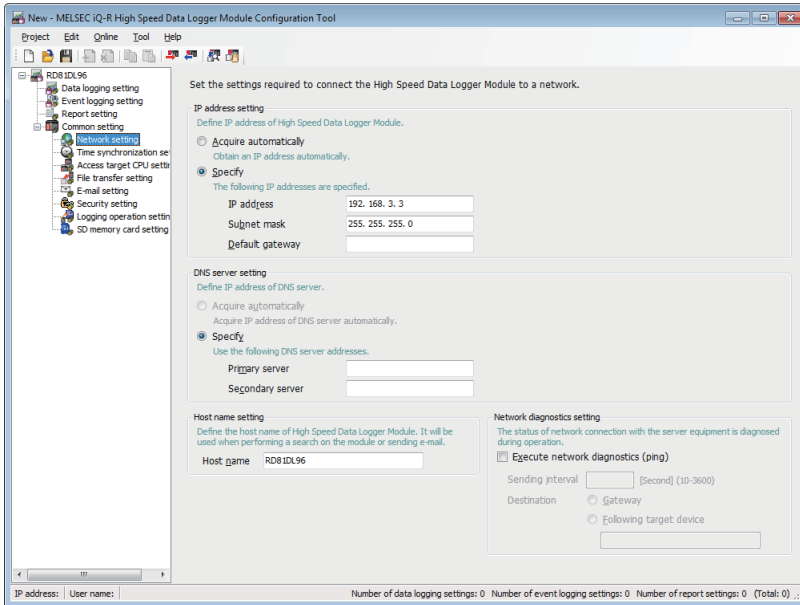 New - MELSEC iQ-R High Speed Data Logger Module Configuration Tool
Project Edit Online Tool Help
RD81DL96
Data logging setting
Event logging setting
Report setting
Common setting
Network setting
Time synchronization se
Access target CPU settin
File transfer setting
E-mail setting
Security setting
Logging operation settin
SD memory card setting
Set the settings required to connect the High Speed Data Logger Module to a network.
IP address setting
Define IP address of High Speed Data Logger Module.
Acquire automatically
Obtain an IP address automatically.
Specify
The following IP addresses are specified.
IP address 192. 168. 3. 3
Subnet mask 255. 255. 255. 0
Default gateway
DNS server setting
Define IP address of DNS server.
Acquire automatically
Acquire IP address of DNS server automatically.
Specify
Use the following DNS server addresses.
Primary server
Secondary server
Host name setting
Define the host name of High Speed Data Logger Module. It will be
used when performing a search on the module or sending e-mail.
Host name RD81DL96
Network diagnostics setting
The status of network connection with the server equipment is diagnosed
during operation.
Execute network diagnostics (ping)
Sending interval [Second] (10-3600)
Destination Gateway
Following target device
IP address: User name: Number of data logging settings: 0 Number of event logging settings: 0 Number of report settings: 0 (Total: 0)